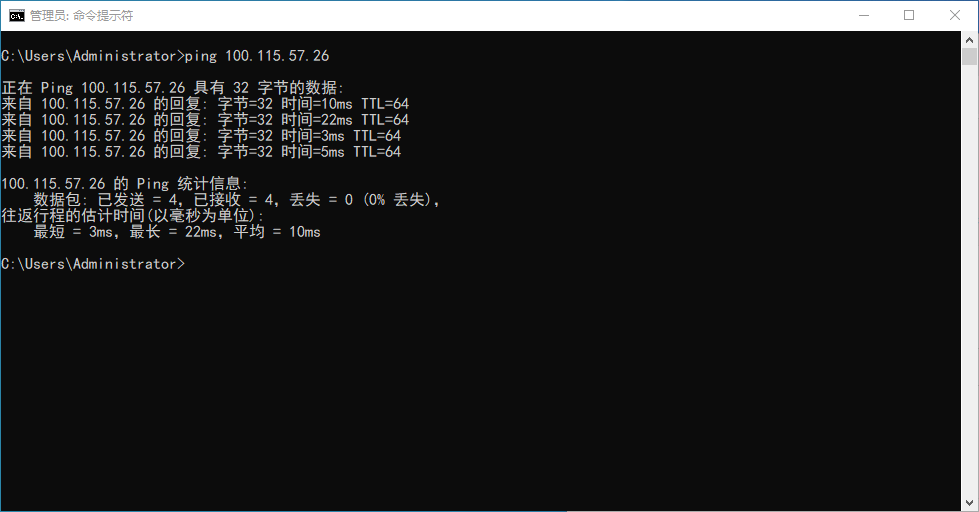 管理员: 命令提示符
C:\Users\Administrator>ping 100.115.57.26
正在 Ping 100.115.57.26 具有 32 字节的数据:
来自 100.115.57.26 的回复: 字节=32 时间=10ms TTL=64
来自 100.115.57.26 的回复: 字节=32 时间=22ms TTL=64
来自 100.115.57.26 的回复: 字节=32 时间=3ms TTL=64
来自 100.115.57.26 的回复: 字节=32 时间=5ms TTL=64
100.115.57.26 的 Ping 统计信息:
数据包: 已发送 = 4，已接收 = 4，丢失 = 0 (0% 丢失)，
往返行程的估计时间(以毫秒为单位):
最短 = 3ms，最长 = 22ms，平均 = 10ms
C:\Users\Administrator>